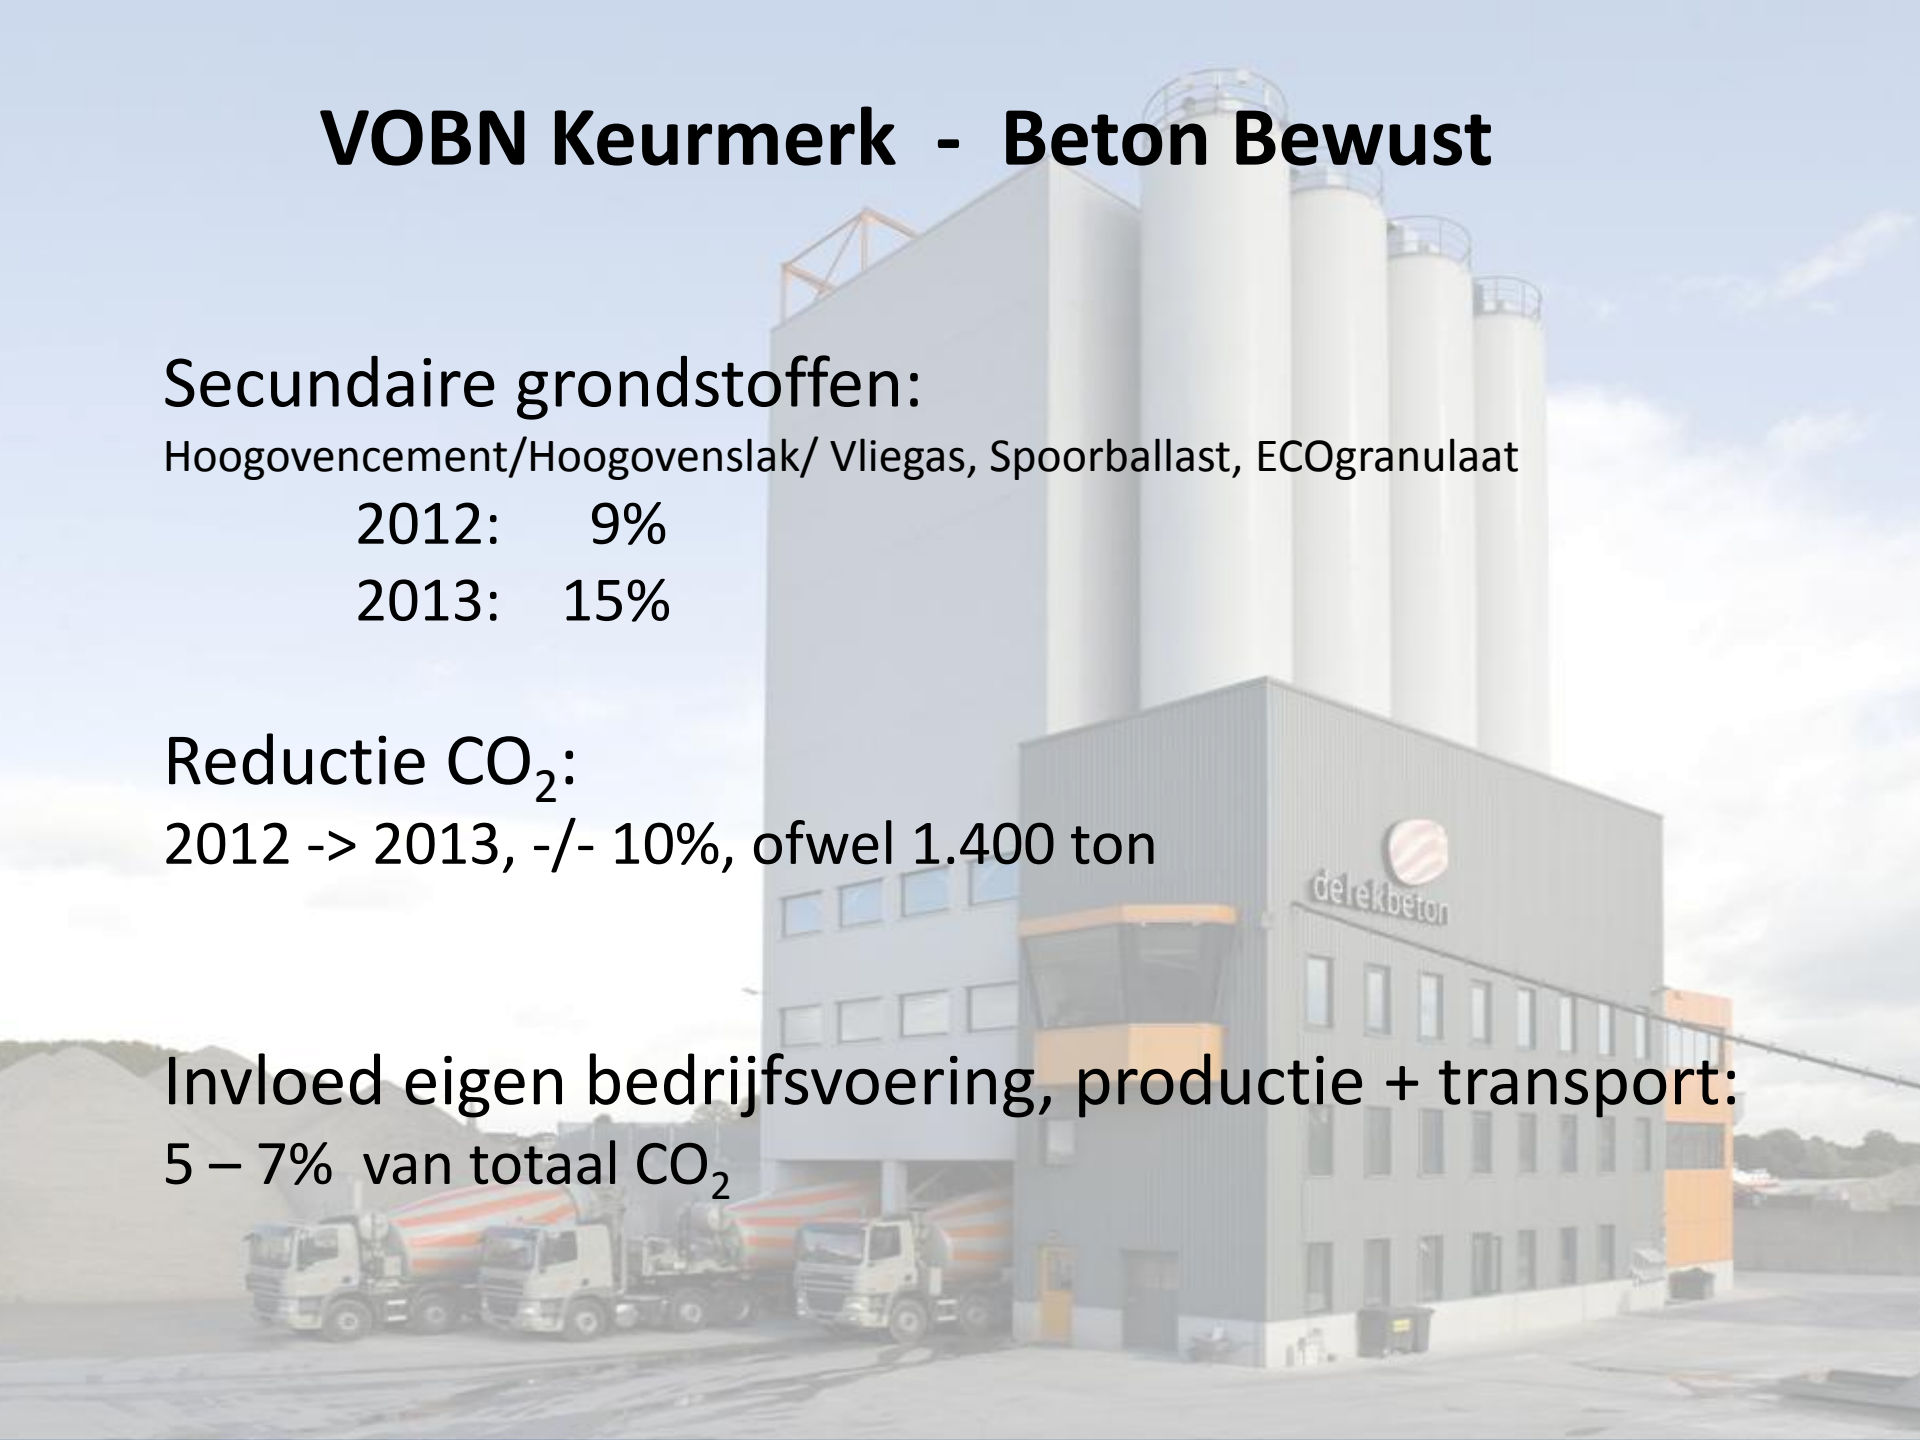 VOBN Keurmerk - Beton Bewust
Secundaire grondstoffen:
Hoogovencement/Hoogovenslak/ Vliegas, Spoorballast, ECOgranulaat
2012: 9%
2013: 15%
Reductie CO₂:
2012 -> 2013, -/- 10%, ofwel 1.400 ton
derekbeton
Invloed eigen bedrijfsvoering, productie + transport:
5 – 7% van totaal CO₂